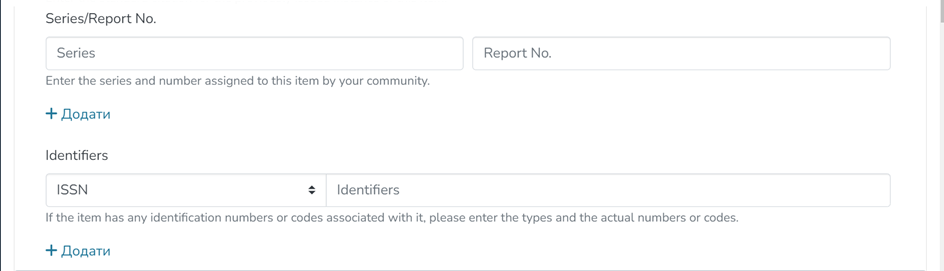 Series/Report No.
Series Report No.
Enter the series and number assigned to this item by your community.
+ Додати
Identifiers
ISSN Identifiers
If the item has any identification numbers or codes associated with it, please enter the types and the actual numbers or codes.
+ Додати